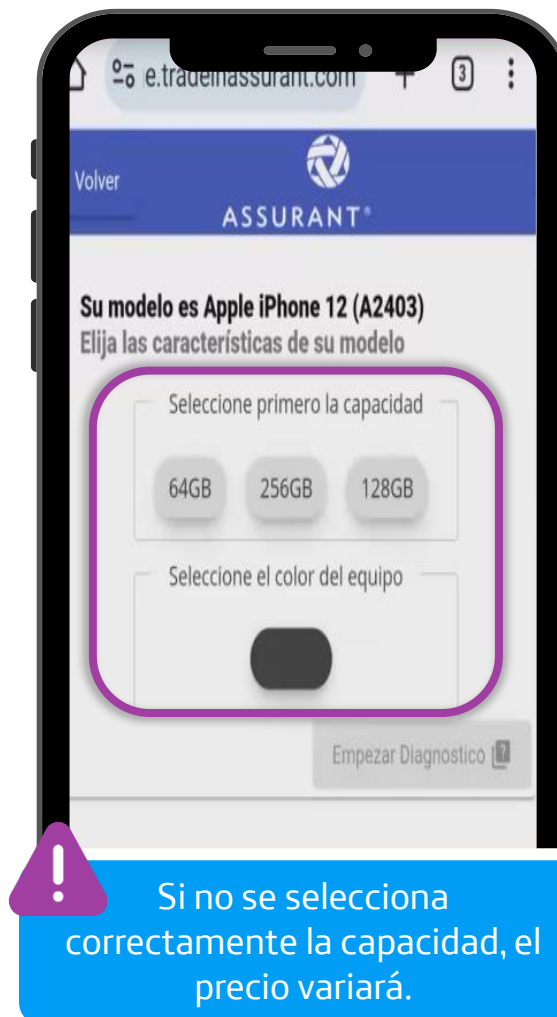 e.tradeinassurant.com
3
Volver
ASSURANT®
Su modelo es Apple iPhone 12 (A2403)
Elija las características de su modelo
Seleccione primero la capacidad
64GB 256GB 128GB
Seleccione el color del equipo
Empezar Diagnostico
Si no se selecciona
correctamente la capacidad, el
precio variará.